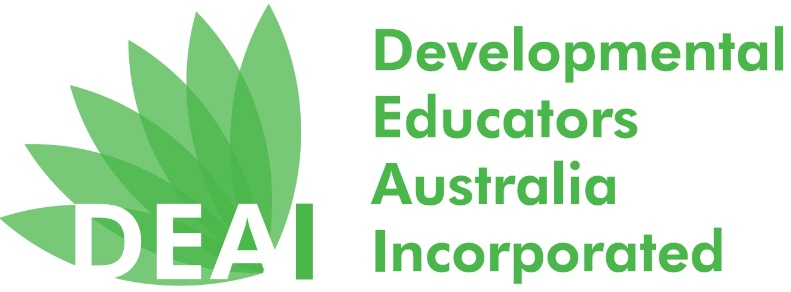 DEAI
Developmental
Educators
Australia
Incorporated